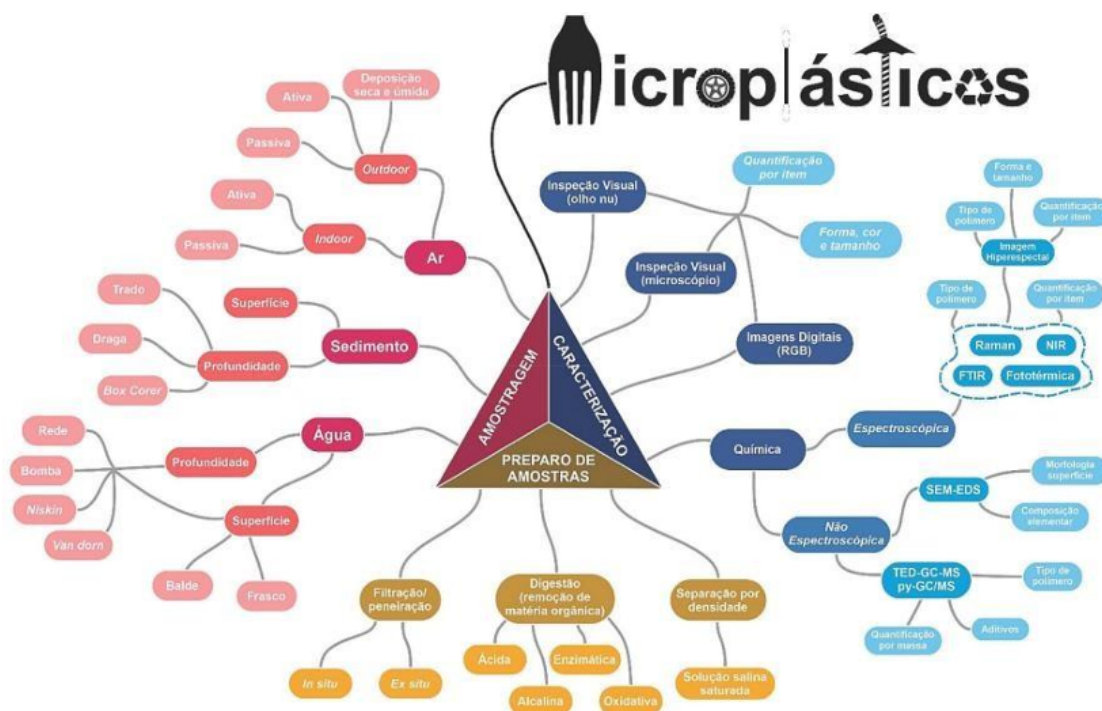 Microplásticos
Deposição
seca e úmida
Ativa
Passiva
Outdoor
Ativa
Indoor
Passiva
Ar
Trado
Superfície
Draga
Profundidade
Sedimento
Box Corer
Rede
Água
Bomba
Profundidade
Niskin
Superfície
Van dorn
Balde
Frasco
AMOSTRAGEM
CARACTERIZAÇÃO
PREPARO DE
AMOSTRAS
Filtração/
peneiração
In situ
Ex situ
Digestão
(remoção de
matéria orgânica)
Ácida
Enzimática
Alcalina
Oxidativa
Separação por
densidade
Solução salina
saturada
Inspeção Visual
(olho nu)
Quantificação
por item
Forma, cor
e tamanho
Inspeção Visual
(microscópio)
Imagens Digitais
(RGB)
Química
Espectroscópica
Forma e
tamanho
Tipo de
polímero
Quantificação
por item
Imagem
Hiperespectal
Tipo de
polímero
Quantificação
por item
Raman
NIR
FTIR
Fototérmica
Não
Espectroscópica
SEM-EDS
Morfologia
superfície
Composição
elementar
TED-GC-MS
py-GC/MS
Tipo de
polímero
Quantificação
por massa
Aditivos